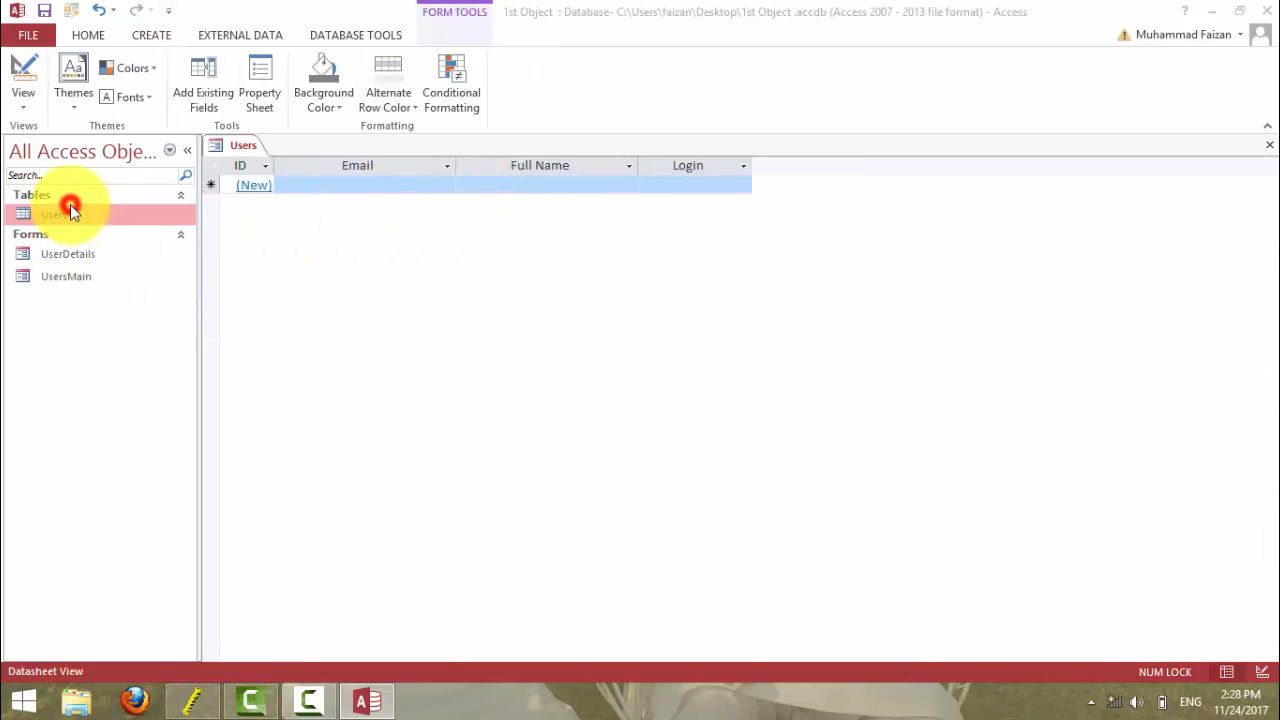 FORM TOOLS
1st Object : Database- C:\Users\faizan\Desktop\1st Object .accdb (Access 2007 - 2013 file format) - Access
?
FILE HOME CREATE EXTERNAL DATA DATABASE TOOLS
Muhammad Faizan
View
Themes
Colors
Fonts
Add Existing
Fields
Property
Sheet
Background
Color
Alternate
Row Color
Conditional
Formatting
Views
Themes
Tools
Formatting
All Access Obje...
Search...
Tables
Users
Forms
UserDetails
UsersMain
Users
ID Email Full Name Login
(New)
Datasheet View
NUM LOCK
ENG
2:28 PM
11/24/2017